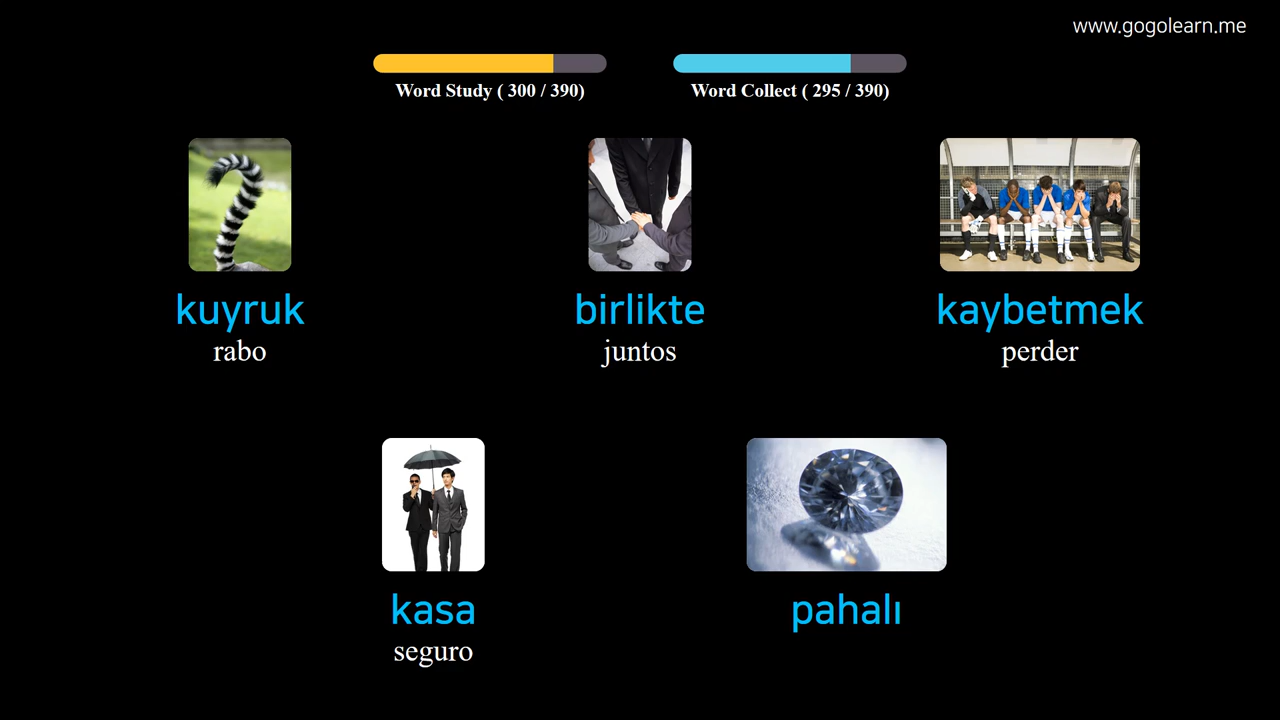 www.gogolearn.me
Word Study ( 300 / 390)
Word Collect ( 295 / 390)
kuyruk
rabo
birlikte
juntos
kaybetmek
perder
kasa
seguro
pahalı